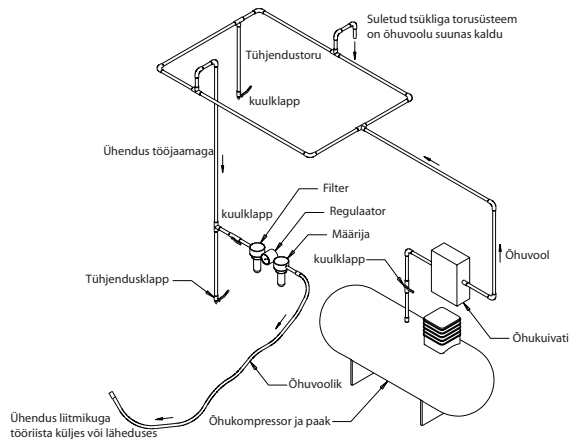 Suletud tsükliga torusüsteem
on õhuvoolu suunas kaldu
Tühjendustoru
kuulklapp
Ühendus tööjaamaga
Filter
kuulklapp
Regulaator
Määrija
kuulklapp
Õhuvool
Tühjendusklapp
Õhukuivati
Õhuvoolik
Ühendus liitmikuga
tööriista küljes või läheduses
Õhukompressor ja paak